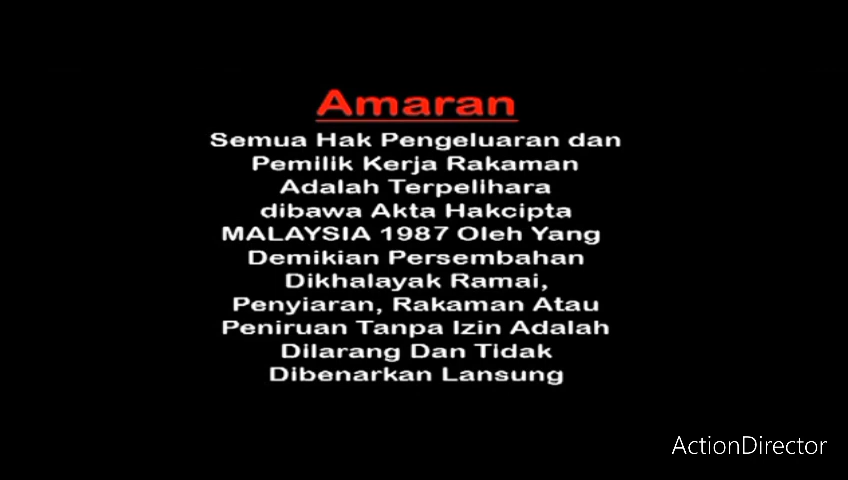 Amaran
Semua Hak Pengeluaran dan
Pemilik Kerja Rakaman
Adalah Terpelihara
dibawa Akta Hakcipta
MALAYSIA 1987 Oleh Yang
Demikian Persembahan
Dikhalayak Ramai,
Penyiaran, Rakaman Atau
Peniruan Tanpa Izin Adalah
Dilarang Dan Tidak
Dibenarkan Lansung
ActionDirector